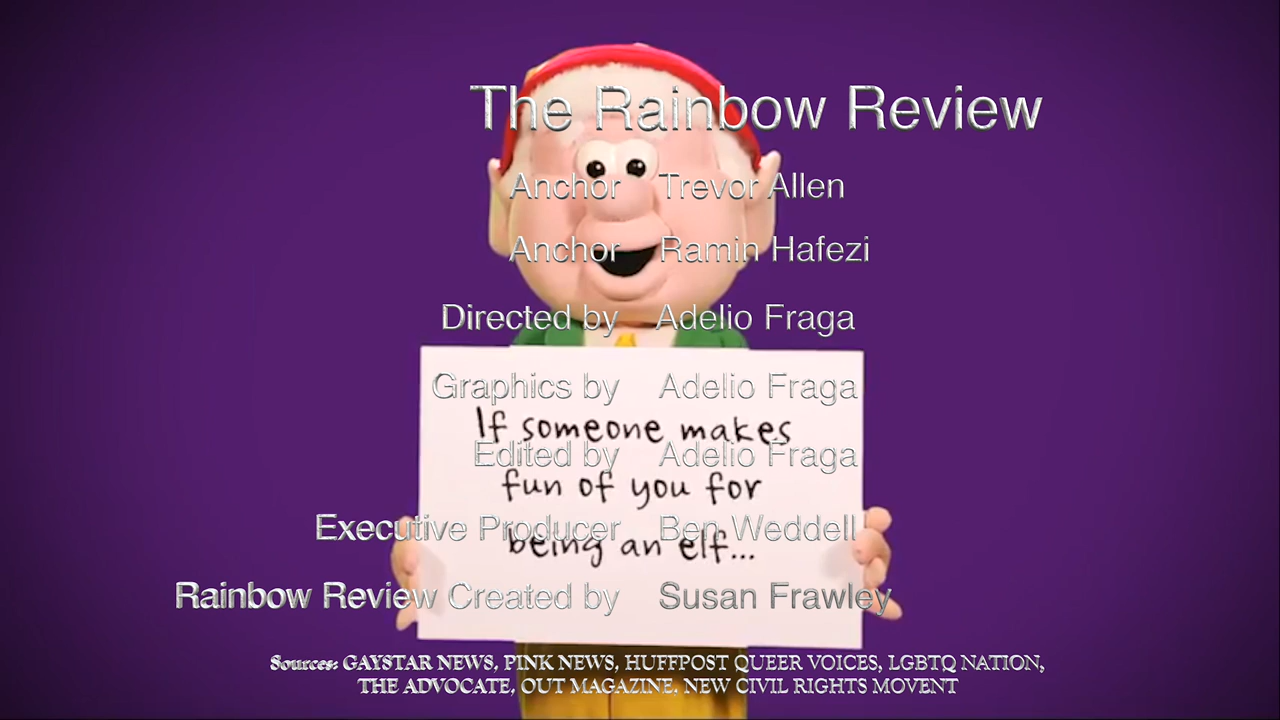 The Rainbow Review
Anchor Trevor Allen
Anchor Ramin Hafezi
Directed by Adelio Fraga
Graphics by Adelio Fraga
If someone makes
Edited by Adelio Fraga
fun of you for
Executive Producer Ben Weddell
being an elf...
Rainbow Review Created by Susan Frawley
Sources: GAYSTAR NEWS, PINK NEWS, HUFFPOST QUEER VOICES, LGBTQ NATION,
THE ADVOCATE, OUT MAGAZINE, NEW CIVIL RIGHTS MOVENT